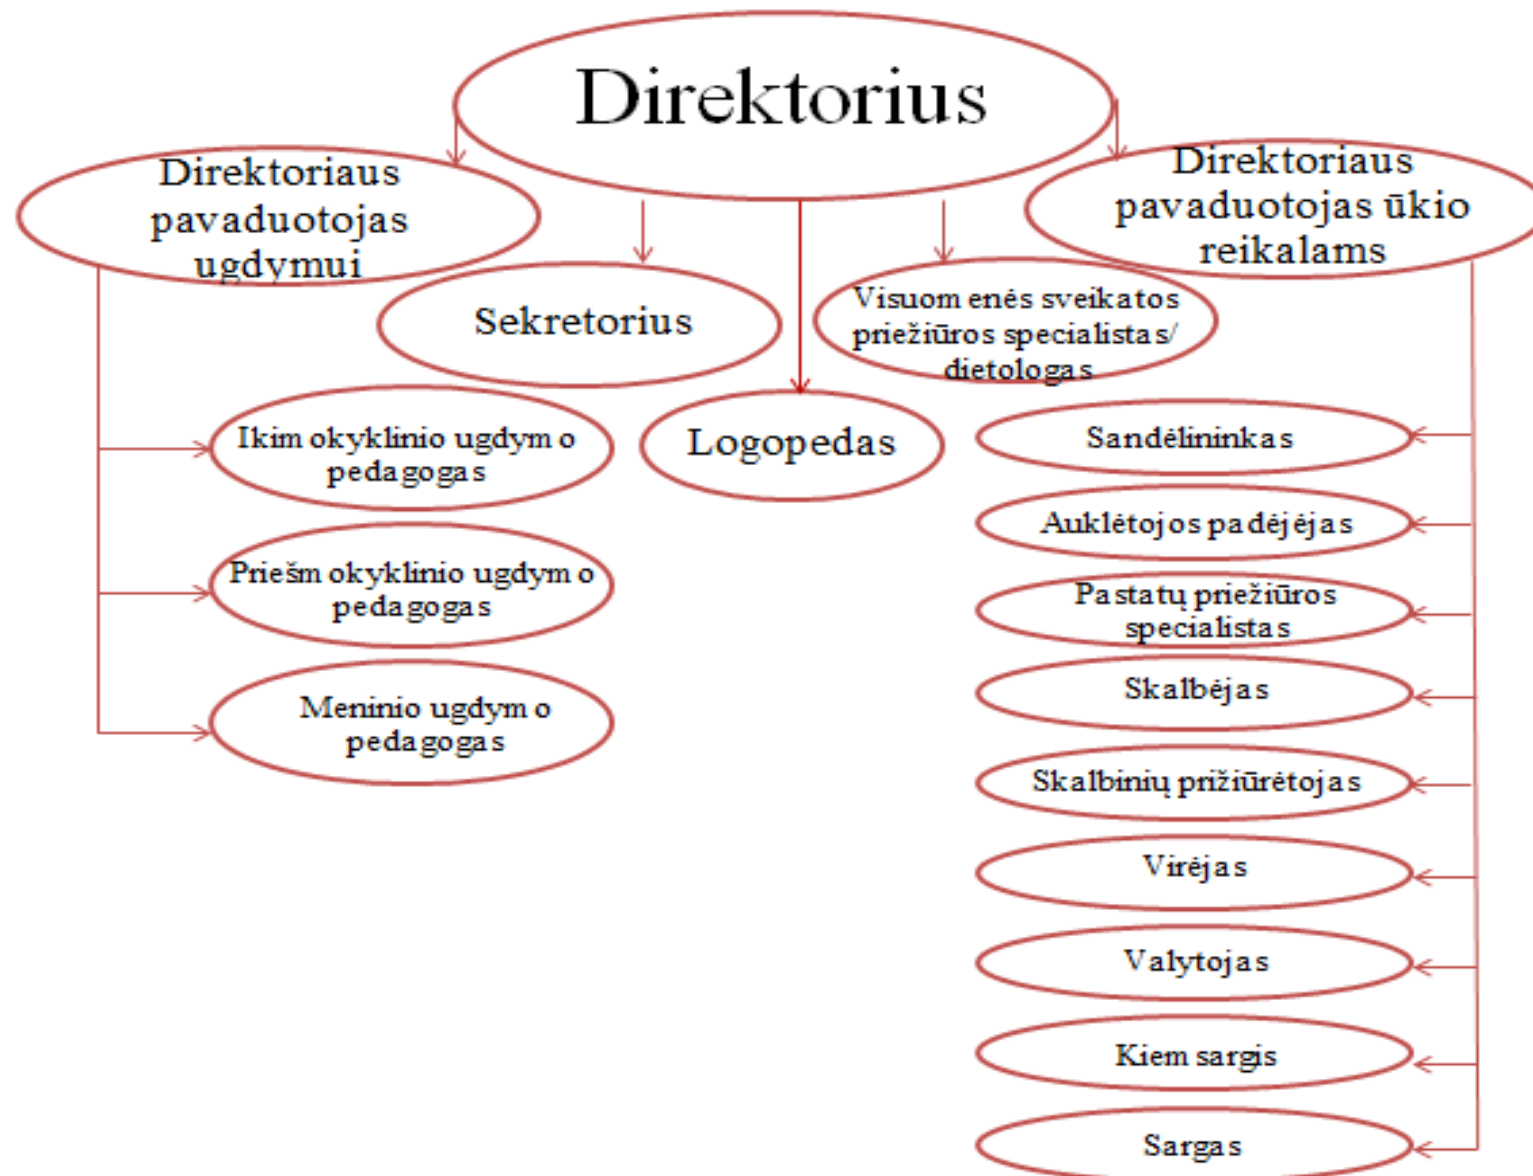 Direktorius
Direktoriaus
pavaduotojas
ugdymui
Direktoriaus
pavaduotojas ūkio
reikalams
Sekretorius
Visuomenės sveikatos
priežiūros specialistas/
dietologas
Logopedas
Ikimokyklinio ugdymo
pedagogas
Priešmokyklinio ugdymo
pedagogas
Meninio ugdymo
pedagogas
Sandėlininkas
Auklėtojos padėjėjas
Pastatų priežiūros
specialistas
Skalbėjas
Skalbinių prižiūrėtojas
Virėjas
Valytojas
Kiemsargis
Sargas